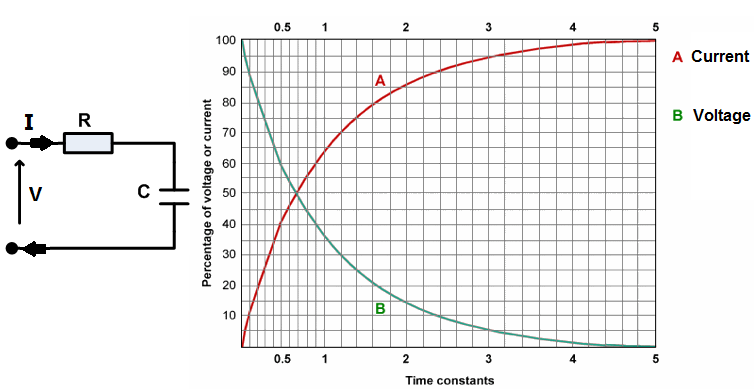 0.5 1 2 3 4 5
100
90
80
70
60
50
40
30
20
10
Percentage of voltage or current
A
B
0.5 1 2 3 4 5
Time constants
A Current
B Voltage
I
R
V
C